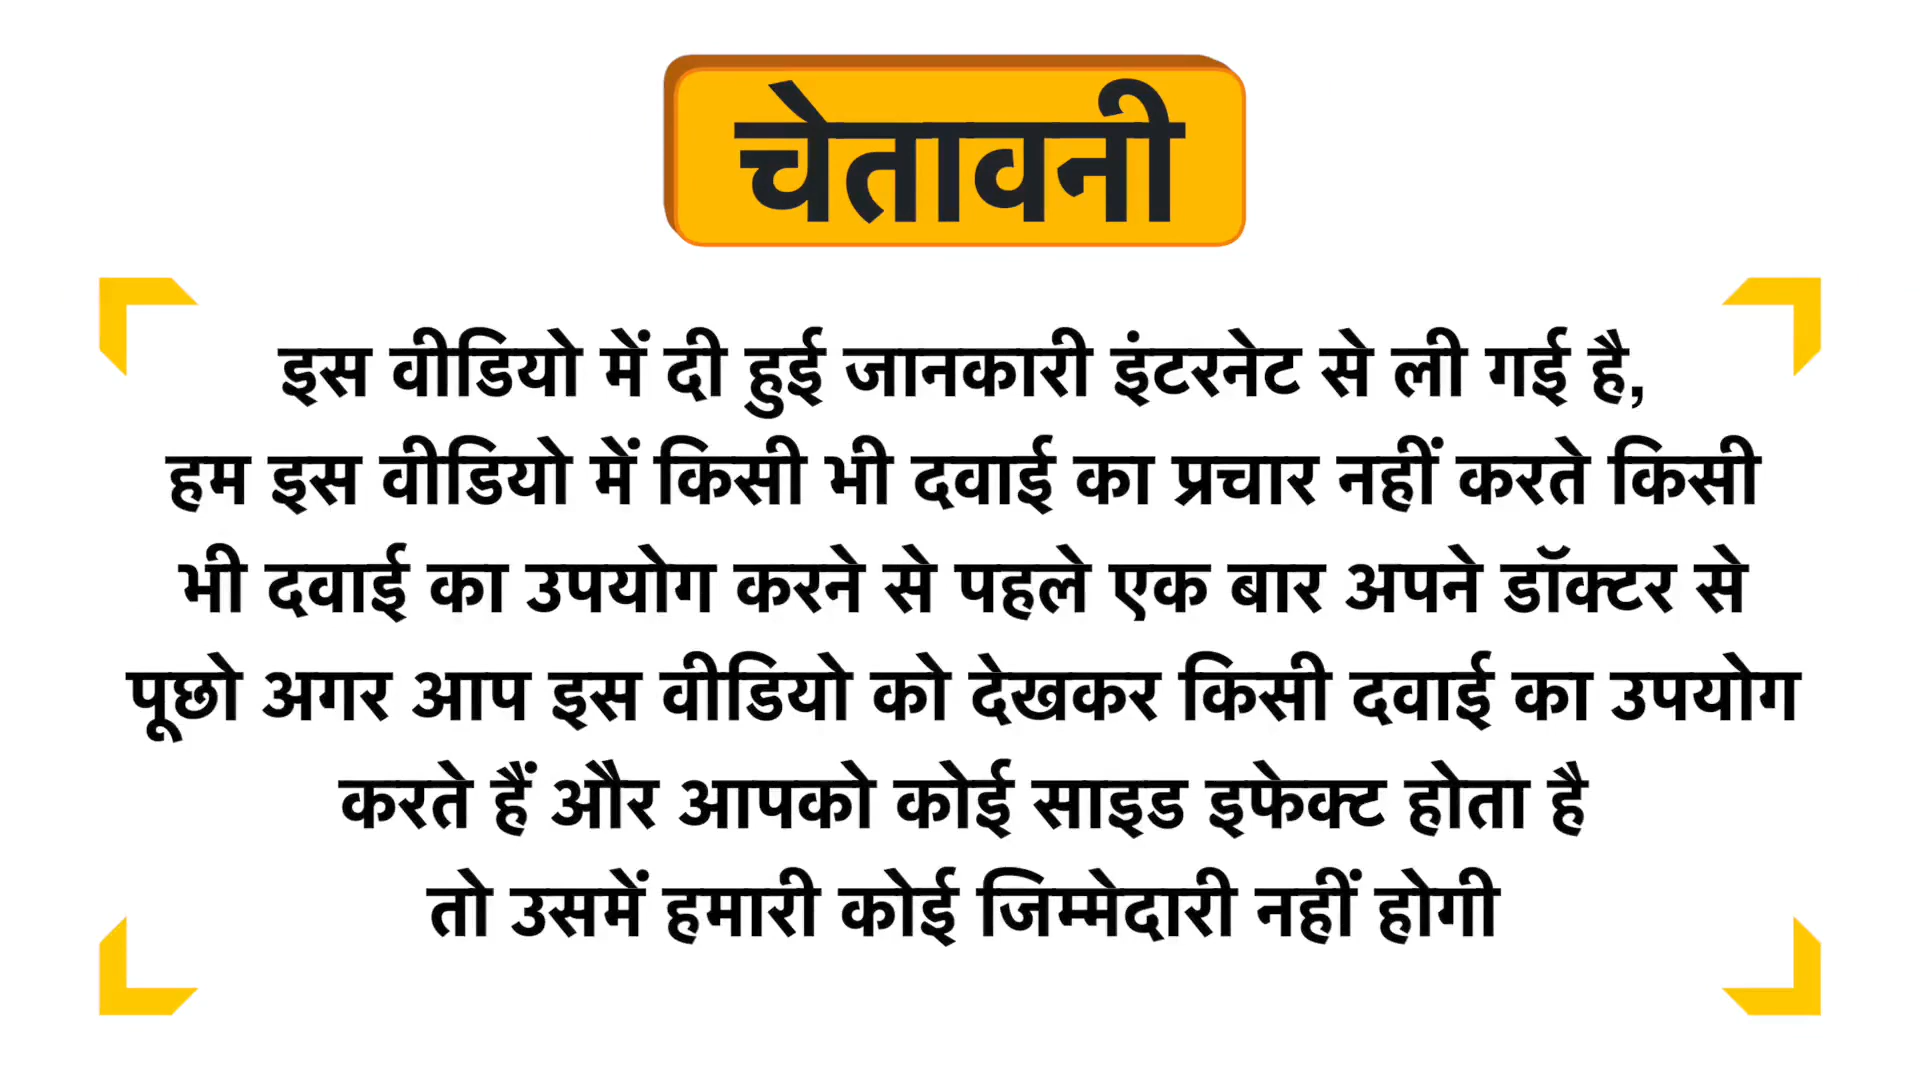 चेतावनी
इस वीडियो में दी हुई जानकारी इंटरनेट से ली गई है,
हम इस वीडियो में किसी भी दवाई का प्रचार नहीं करते किसी
भी दवाई का उपयोग करने से पहले एक बार अपने डॉक्टर से
पूछो अगर आप इस वीडियो को देखकर किसी दवाई का उपयोग
करते हैं और आपको कोई साइड इफेक्ट होता है
तो उसमें हमारी कोई जिम्मेदारी नहीं होगी